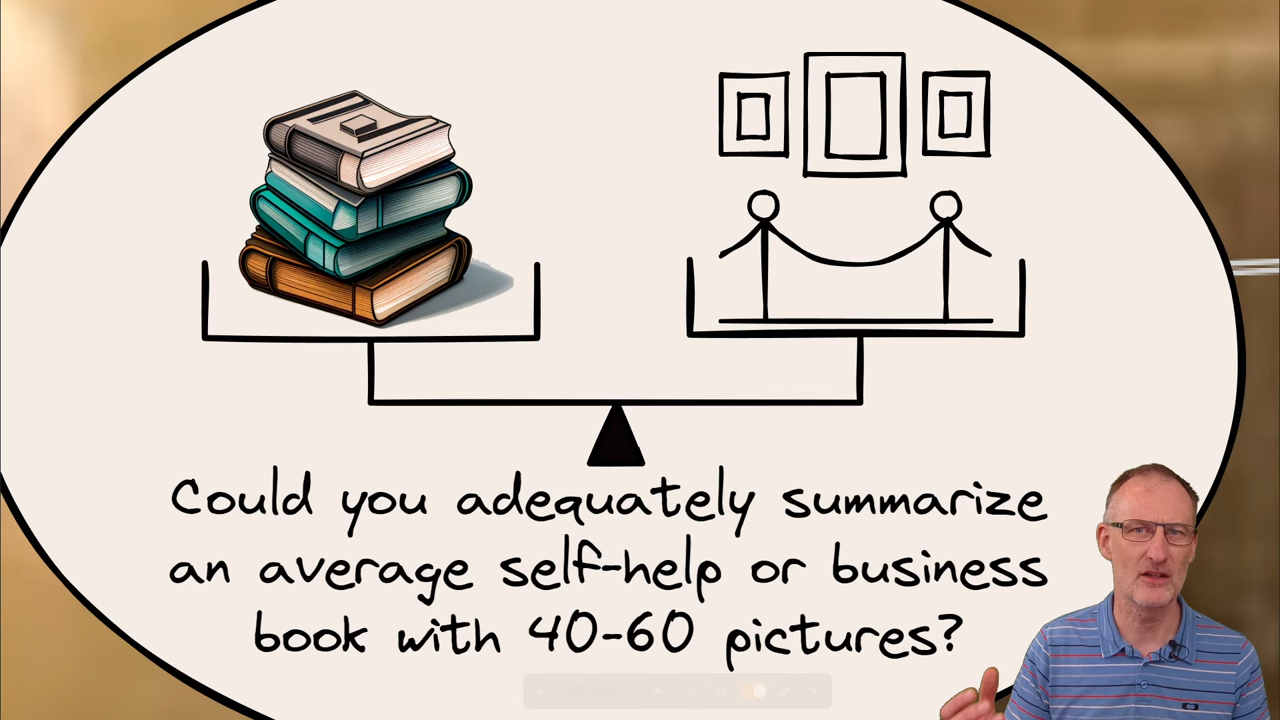 Could you adequately summarize
an average self-help or business
book with 40-60 pictures?